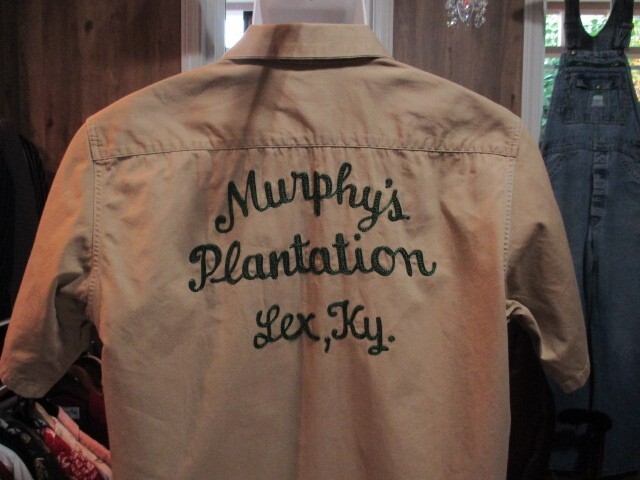 Murphy's
Plantation
Lex, Ky.